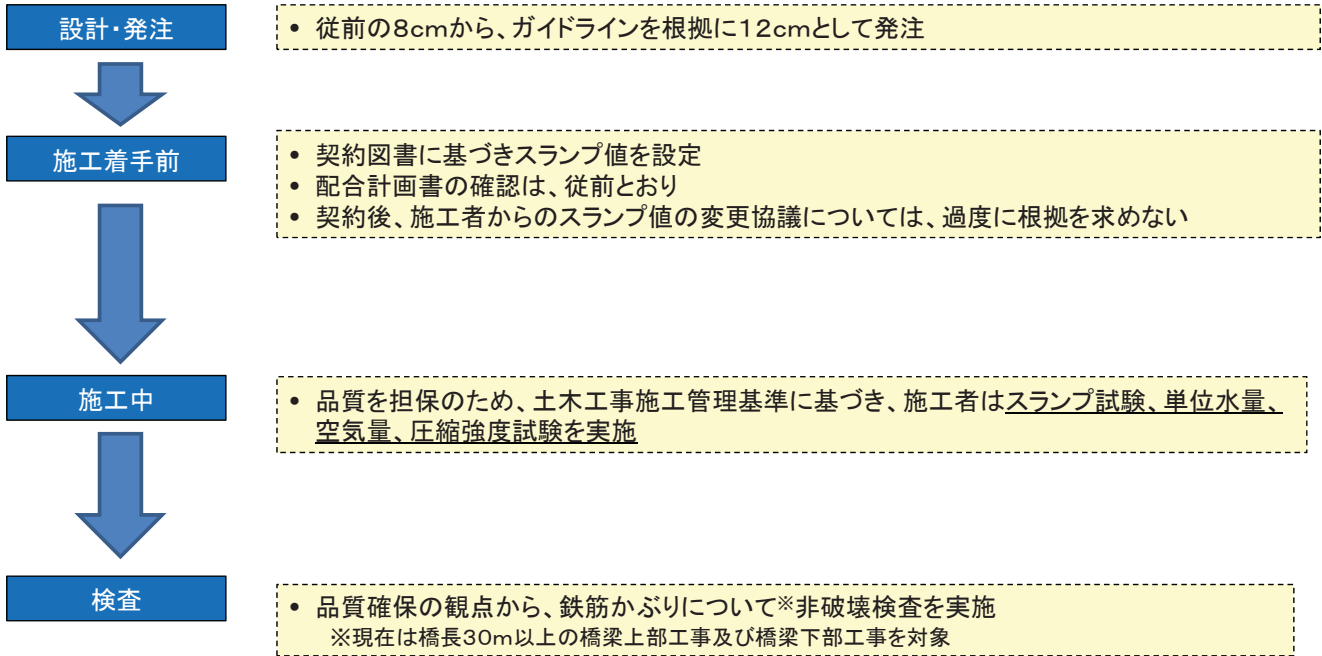 設計・発注
• 従前の８ｃｍから、ガイドラインを根拠に１２ｃｍとして発注
施工着手前
• 契約図書に基づきスランプ値を設定
• 配合計画書の確認は、従前とおり
• 契約後、施工者からのスランプ値の変更協議については、過度に根拠を求めない
施工中
• 品質を担保のため、土木工事施工管理基準に基づき、施工者はスランプ試験、単位水量、
空気量、圧縮強度試験を実施
検査
• 品質確保の観点から、鉄筋かぶりについて※非破壊検査を実施
※現在は橋長３０ｍ以上の橋梁上部工事及び橋梁下部工事を対象